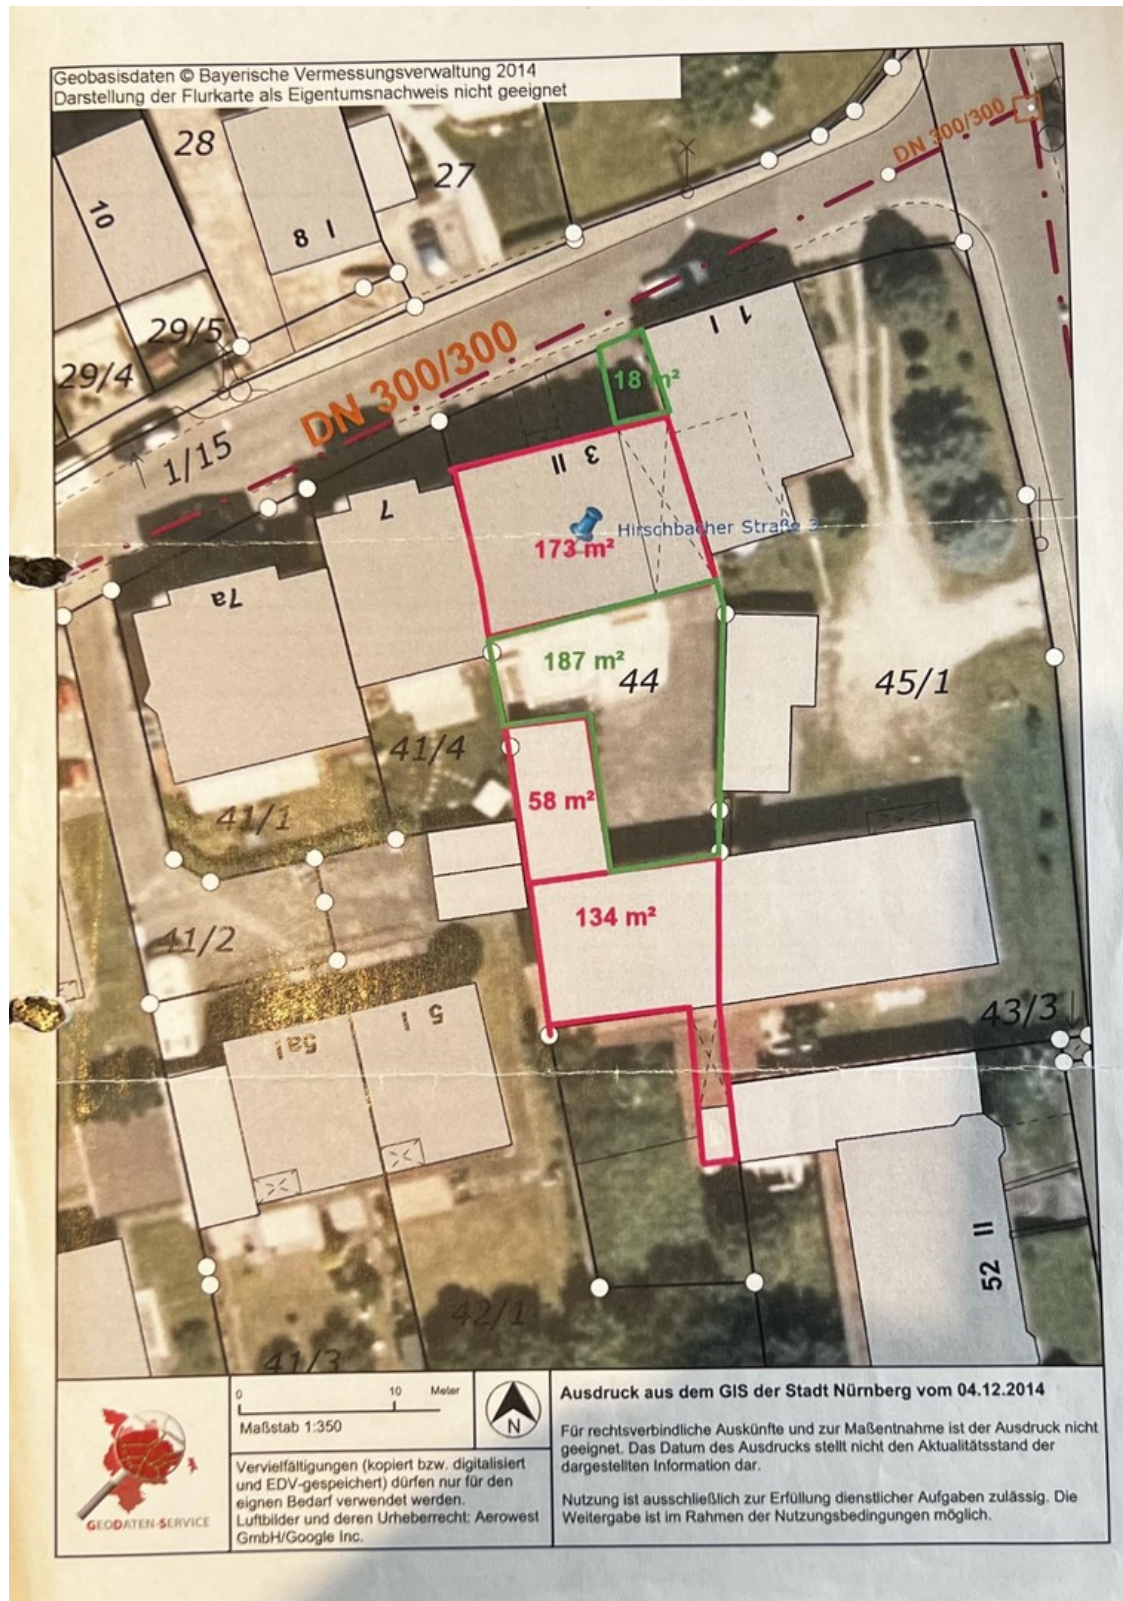 Geobasisdaten © Bayerische Vermessungsverwaltung 2014
Darstellung der Flurkarte als Eigentumsnachweis nicht geeignet
28
27
10
8 I
DN 300/300
29/5
29/4
DN 300/300
1 I
18 m²
1/15
3 II
7
Hirschbacher Straße 3
173 m²
7a
187 m²
44
45/1
41/4
58 m²
41/1
134 m²
41/2
43/3
5 I
5a I
52 II
42/1
41/3
0 10 Meter
Maßstab 1:350
N
Ausdruck aus dem GIS der Stadt Nürnberg vom 04.12.2014
Für rechtsverbindliche Auskünfte und zur Maßentnahme ist der Ausdruck nicht
geeignet. Das Datum des Ausdrucks stellt nicht den Aktualitätsstand der
dargestellten Information dar.
Nutzung ist ausschließlich zur Erfüllung dienstlicher Aufgaben zulässig. Die
Weitergabe ist im Rahmen der Nutzungsbedingungen möglich.
Vervielfältigungen (kopiert bzw. digitalisiert
und EDV-gespeichert) dürfen nur für den
eignen Bedarf verwendet werden.
Luftbilder und deren Urheberrecht: Aerowest
GmbH/Google Inc.
GEODATEN-SERVICE